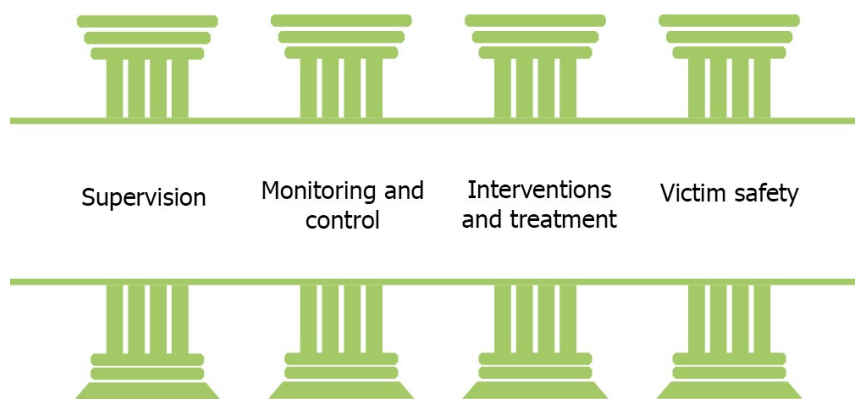 Supervision
Monitoring and
control
Interventions
and treatment
Victim safety